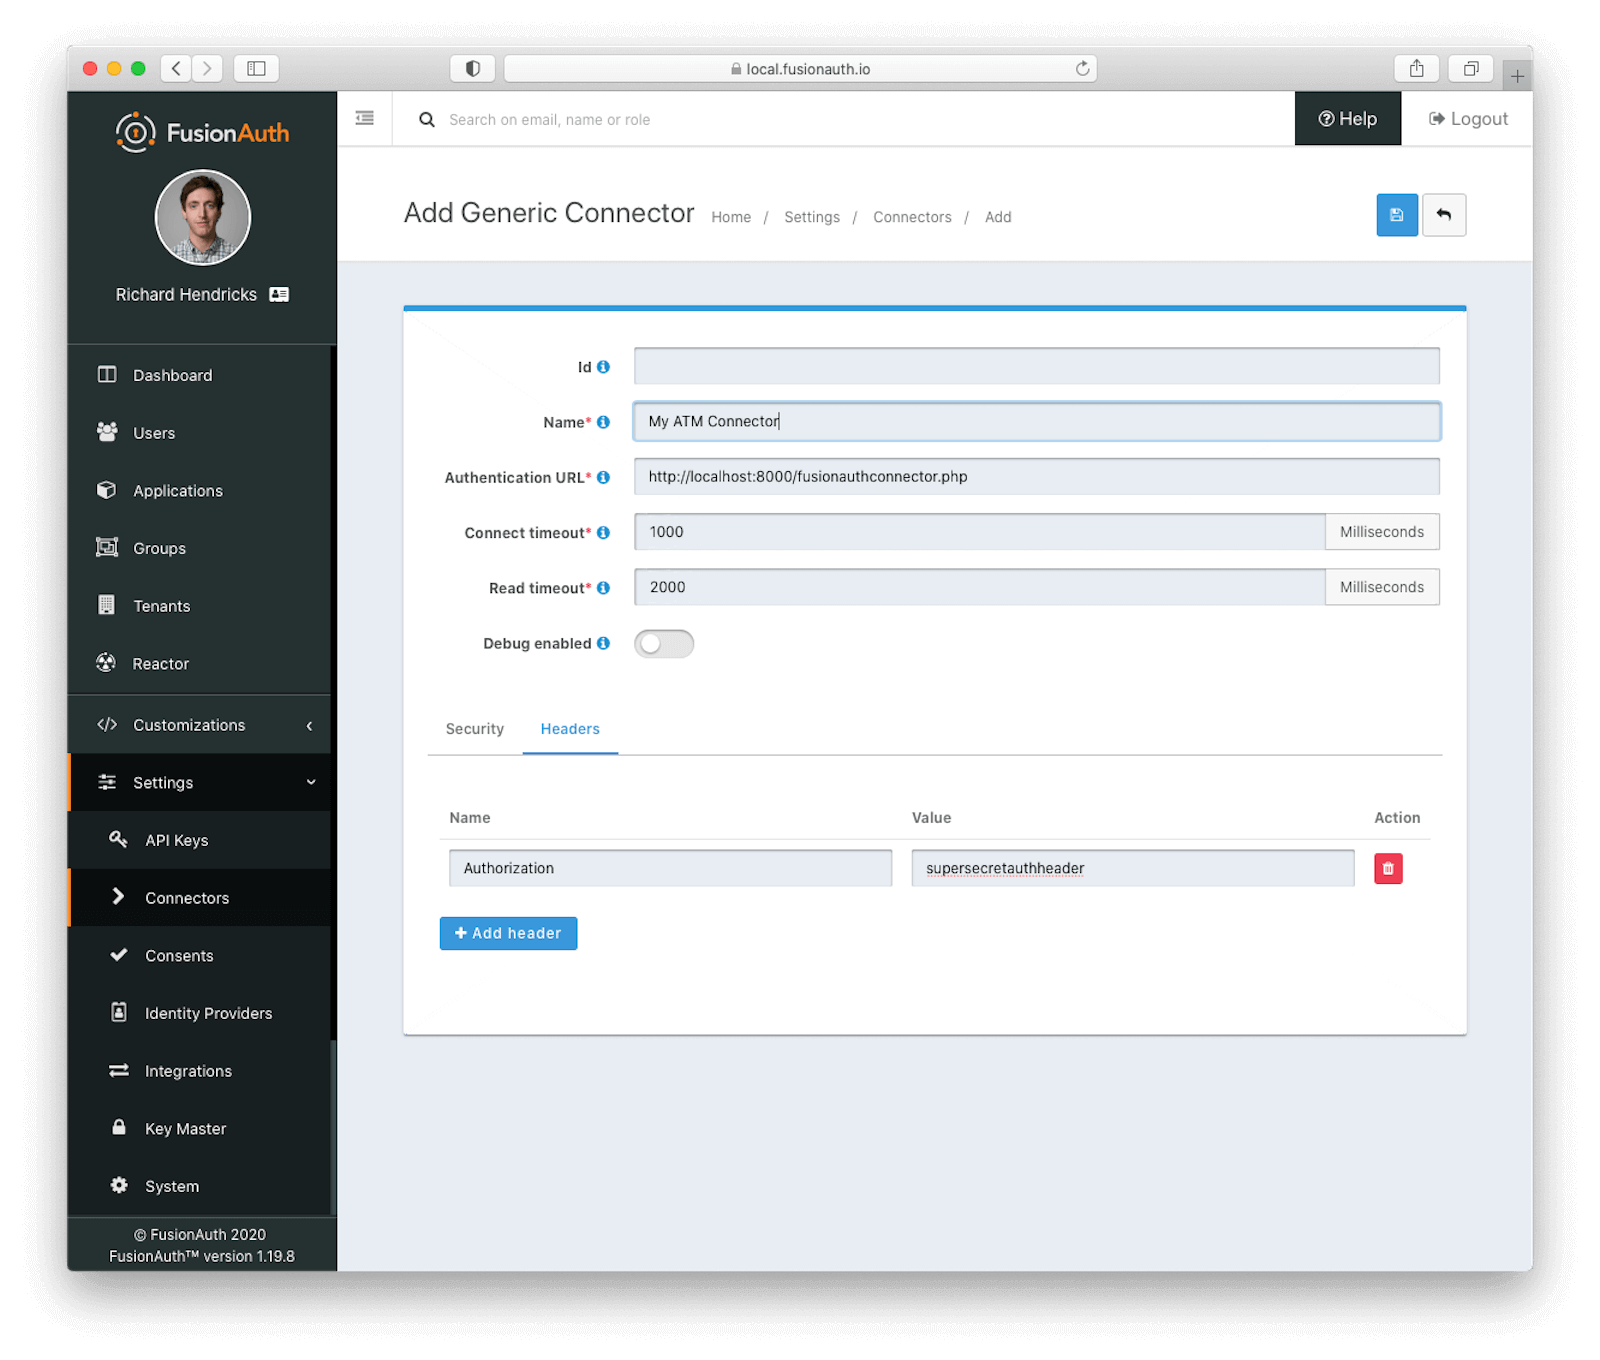 local.fusionauth.io
FusionAuth
Search on email, name or role
Help
Logout
Richard Hendricks
Add Generic Connector
Home / Settings / Connectors / Add
Dashboard
Users
Applications
Groups
Tenants
Reactor
Customizations
Settings
API Keys
Connectors
Consents
Identity Providers
Integrations
Key Master
System
© FusionAuth 2020
FusionAuth™ version 1.19.8
Id
Name* My ATM Connector
Authentication URL* http://localhost:8000/fusionauthconnector.php
Connect timeout* 1000 Milliseconds
Read timeout* 2000 Milliseconds
Debug enabled
Security Headers
Name Value Action
Authorization supersecretauthheader
+ Add header